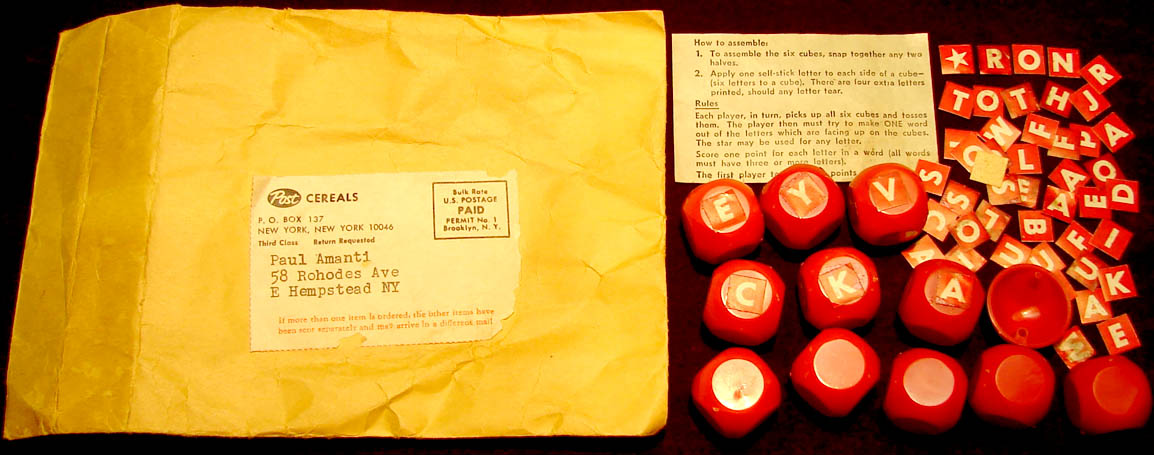 Post CEREALS
P. O. BOX 137
NEW YORK, NEW YORK 10046
Third Class Return Requested
Bulk Rate
U.S. POSTAGE
PAID
PERMIT No. 1
Brooklyn, N. Y.
Paul Amanti
58 Rohodes Ave
E Hempstead NY
If more than one item is ordered, the other items have
been sent separately and may arrive in a different mail
How to assemble:
1. To assemble the six cubes, snap together any two
halves.
2. Apply one self-stick letter to each side of a cube—
(six letters to a cube). There are four extra letters
printed, should any letter tear.
Rules
Each player, in turn, picks up all six cubes and tosses
them. The player then must try to make ONE word
out of the letters which are facing up on the cubes.
The star may be used for any letter.
Score one point for each letter in a word (all words
must have three or more letters).
The first player to points
E Y V
C K A
★ R O N R
T O T H J